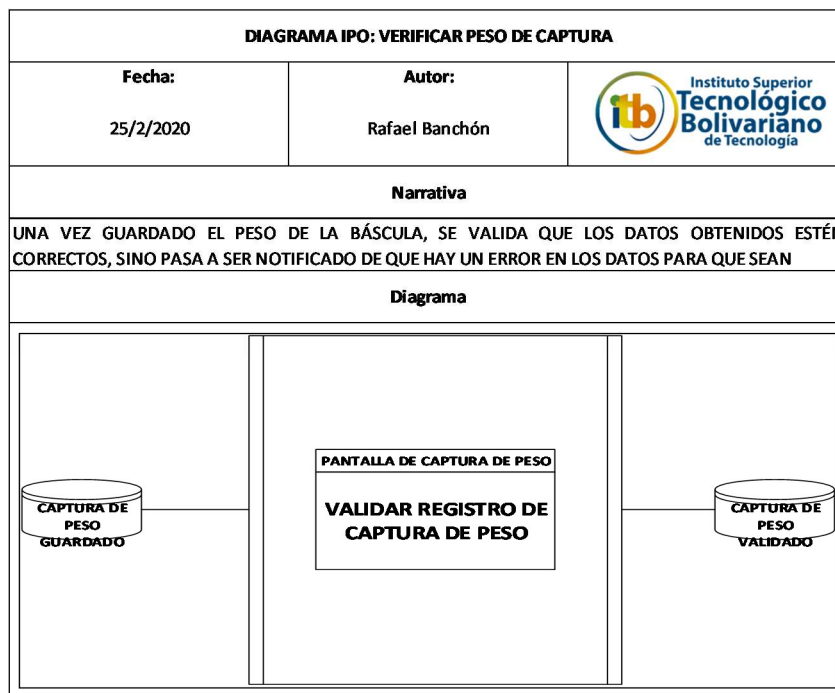 DIAGRAMA IPO: VERIFICAR PESO DE CAPTURA
Fecha:
25/2/2020
Autor:
Rafael Banchón
itb
Instituto Superior
Tecnológico
Bolivariano
de Tecnología
Narrativa
UNA VEZ GUARDADO EL PESO DE LA BÁSCULA, SE VALIDA QUE LOS DATOS OBTENIDOS ESTÉ
CORRECTOS, SINO PASA A SER NOTIFICADO DE QUE HAY UN ERROR EN LOS DATOS PARA QUE SEAN
Diagrama
CAPTURA DE
PESO
GUARDADO
PANTALLA DE CAPTURA DE PESO
VALIDAR REGISTRO DE
CAPTURA DE PESO
CAPTURA DE
PESO
VALIDADO